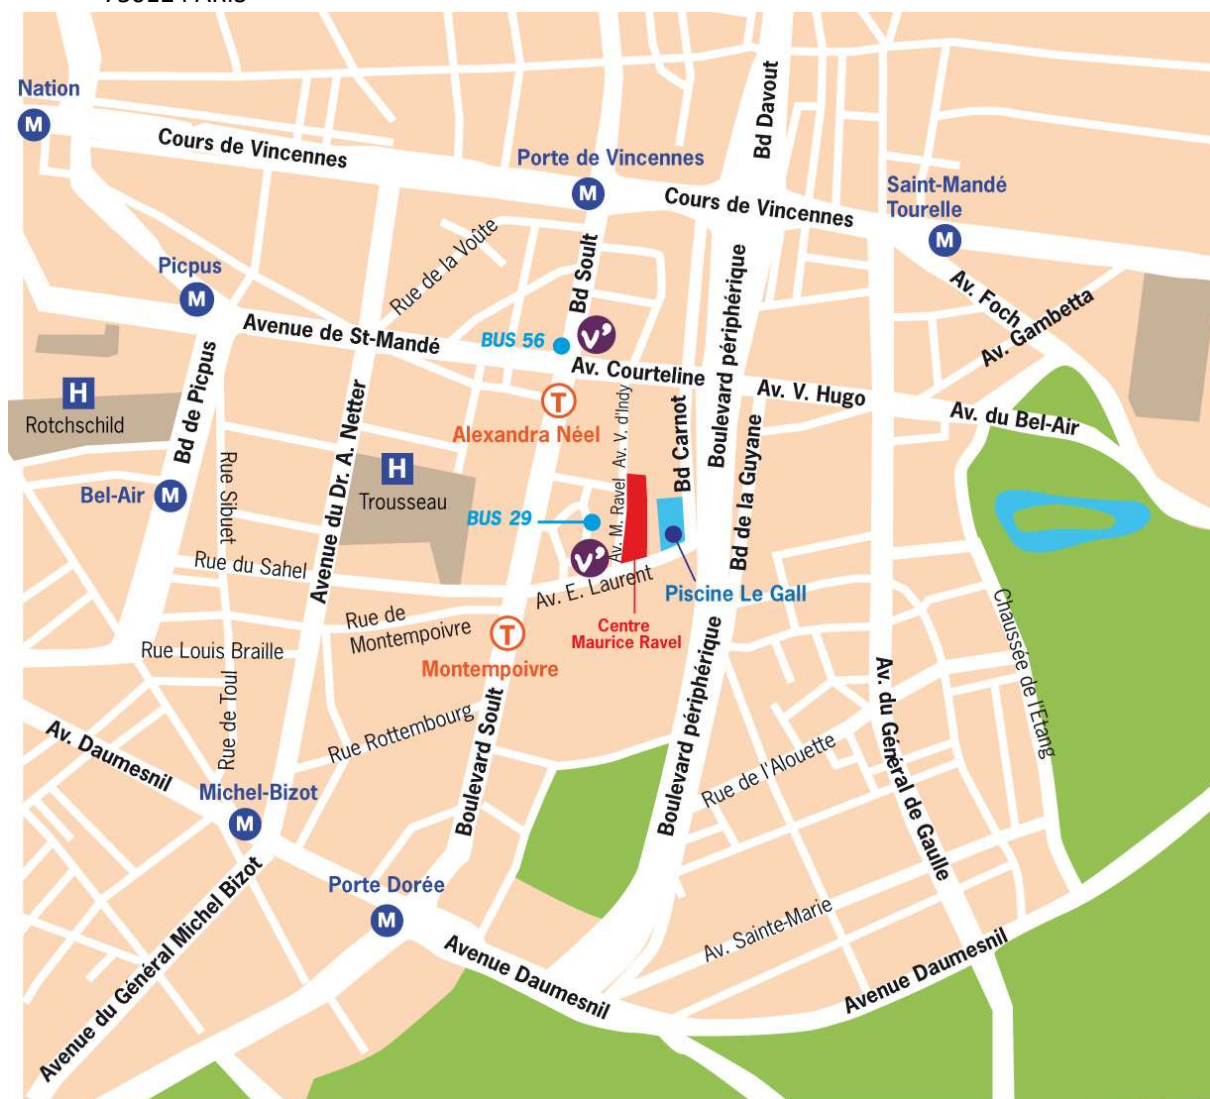 75012 PARIS
Nation
M
Cours de Vincennes
Porte de Vincennes
M
Bd Davout
Cours de Vincennes
Saint-Mandé
Tourelle
M
Picpus
M
Rue de la Voûte
Bd Soult
Boulevard périphérique
Av. Foch
Av. Gambetta
Avenue de St-Mandé
BUS 56
V'
Av. Courteline
Av. V. Hugo
Av. du Bel-Air
H
Rotchschild
Bd de Picpus
T
Alexandra Néel
Av. V. d'Indy
Bd Carnot
Bel-Air
M
Rue Sibuet
Avenue du Dr. A. Netter
H
Trousseau
BUS 29
Av. M. Ravel
Bd de la Guyane
V'
Rue du Sahel
Av. E. Laurent
Piscine Le Gall
Rue de
Montempoivre
T
Montempoivre
Centre
Maurice Ravel
Rue Louis Braille
Rue de Toul
Rue Rottembourg
Boulevard Soult
Boulevard périphérique
Rue de l'Alouette
Av. du Général de Gaulle
Chaussée de l'Etang
Av. Daumesnil
Michel-Bizot
M
Porte Dorée
M
Avenue du Général Michel Bizot
Avenue Daumesnil
Av. Sainte-Marie
Avenue Daumesnil